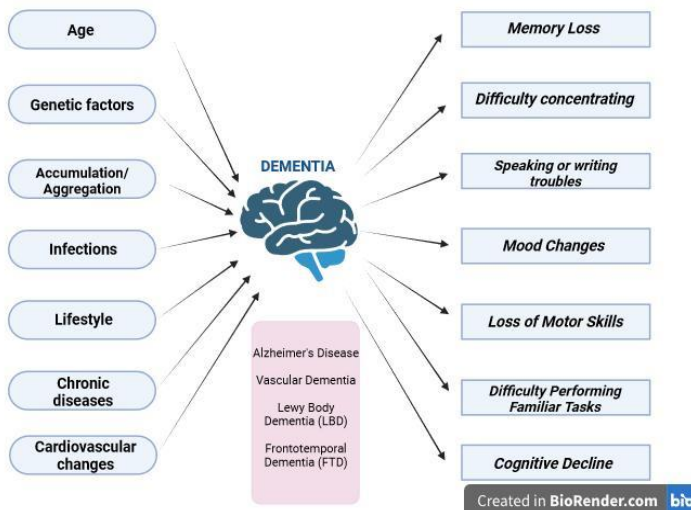 Age
Genetic factors
Accumulation/
Aggregation
Infections
Lifestyle
Chronic
diseases
Cardiovascular
changes
DEMENTIA
Alzheimer's Disease
Vascular Dementia
Lewy Body
Dementia (LBD)
Frontotemporal
Dementia (FTD)
Memory Loss
Difficulty concentrating
Speaking or writing
troubles
Mood Changes
Loss of Motor Skills
Difficulty Performing
Familiar Tasks
Cognitive Decline
Created in BioRender.com bio